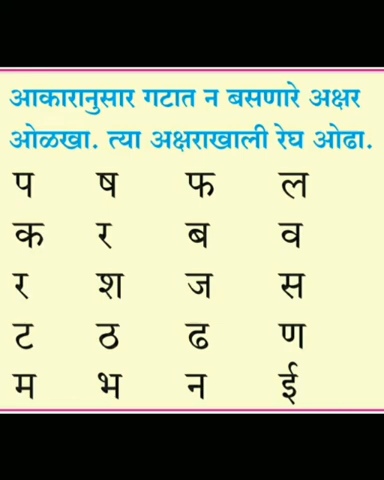 आकारानुसार गटात न बसणारे अक्षर
ओळखा. त्या अक्षराखाली रेघ ओढा.
प ष फ ल
क र ब व
र श ज स
ट ठ ढ ण
म भ न ई